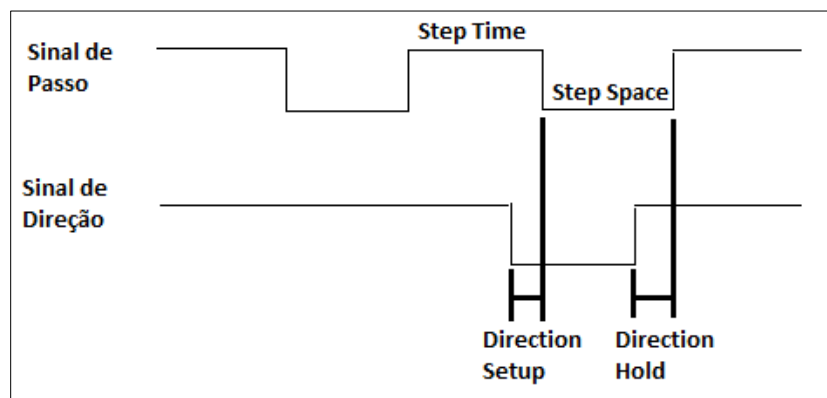 Step Time
Sinal de
Passo
Step Space
Sinal de
Direção
Direction
Setup
Direction
Hold